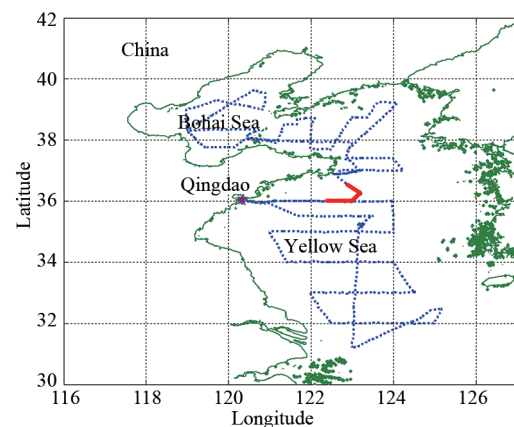 42
China
40
Bohai Sea
38
Latitude
Qingdao
36
Yellow Sea
34
32
30
116 118 120 122 124 126
Longitude